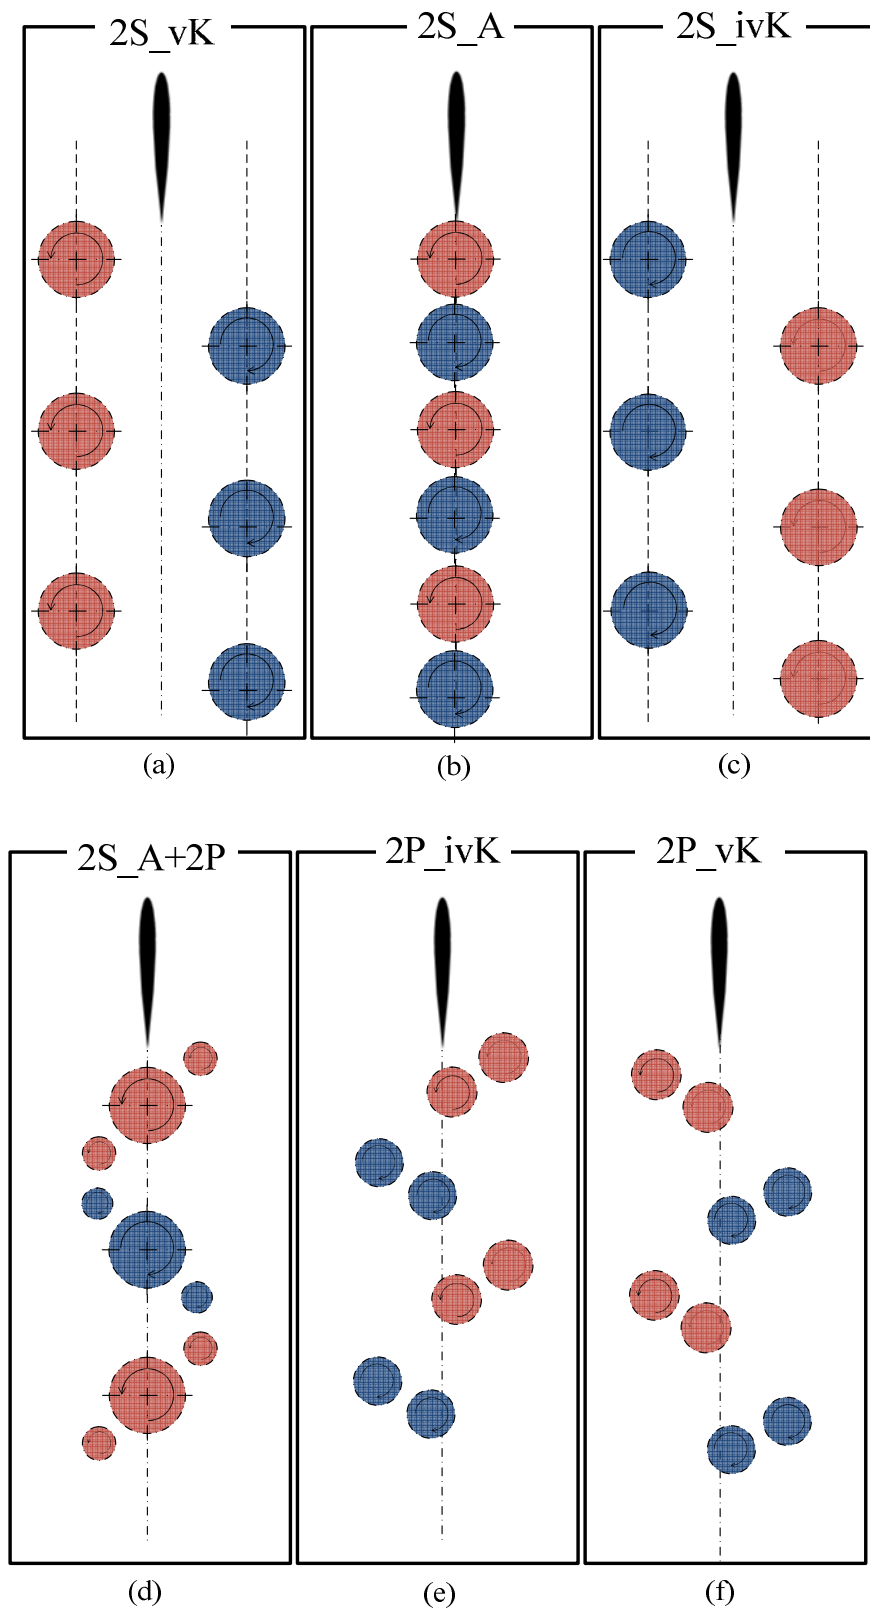 2S_vK
2S_A
2S_ivK
(a)
(b)
(c)
2S_A+2P
2P_ivK
2P_vK
(d)
(e)
(f)